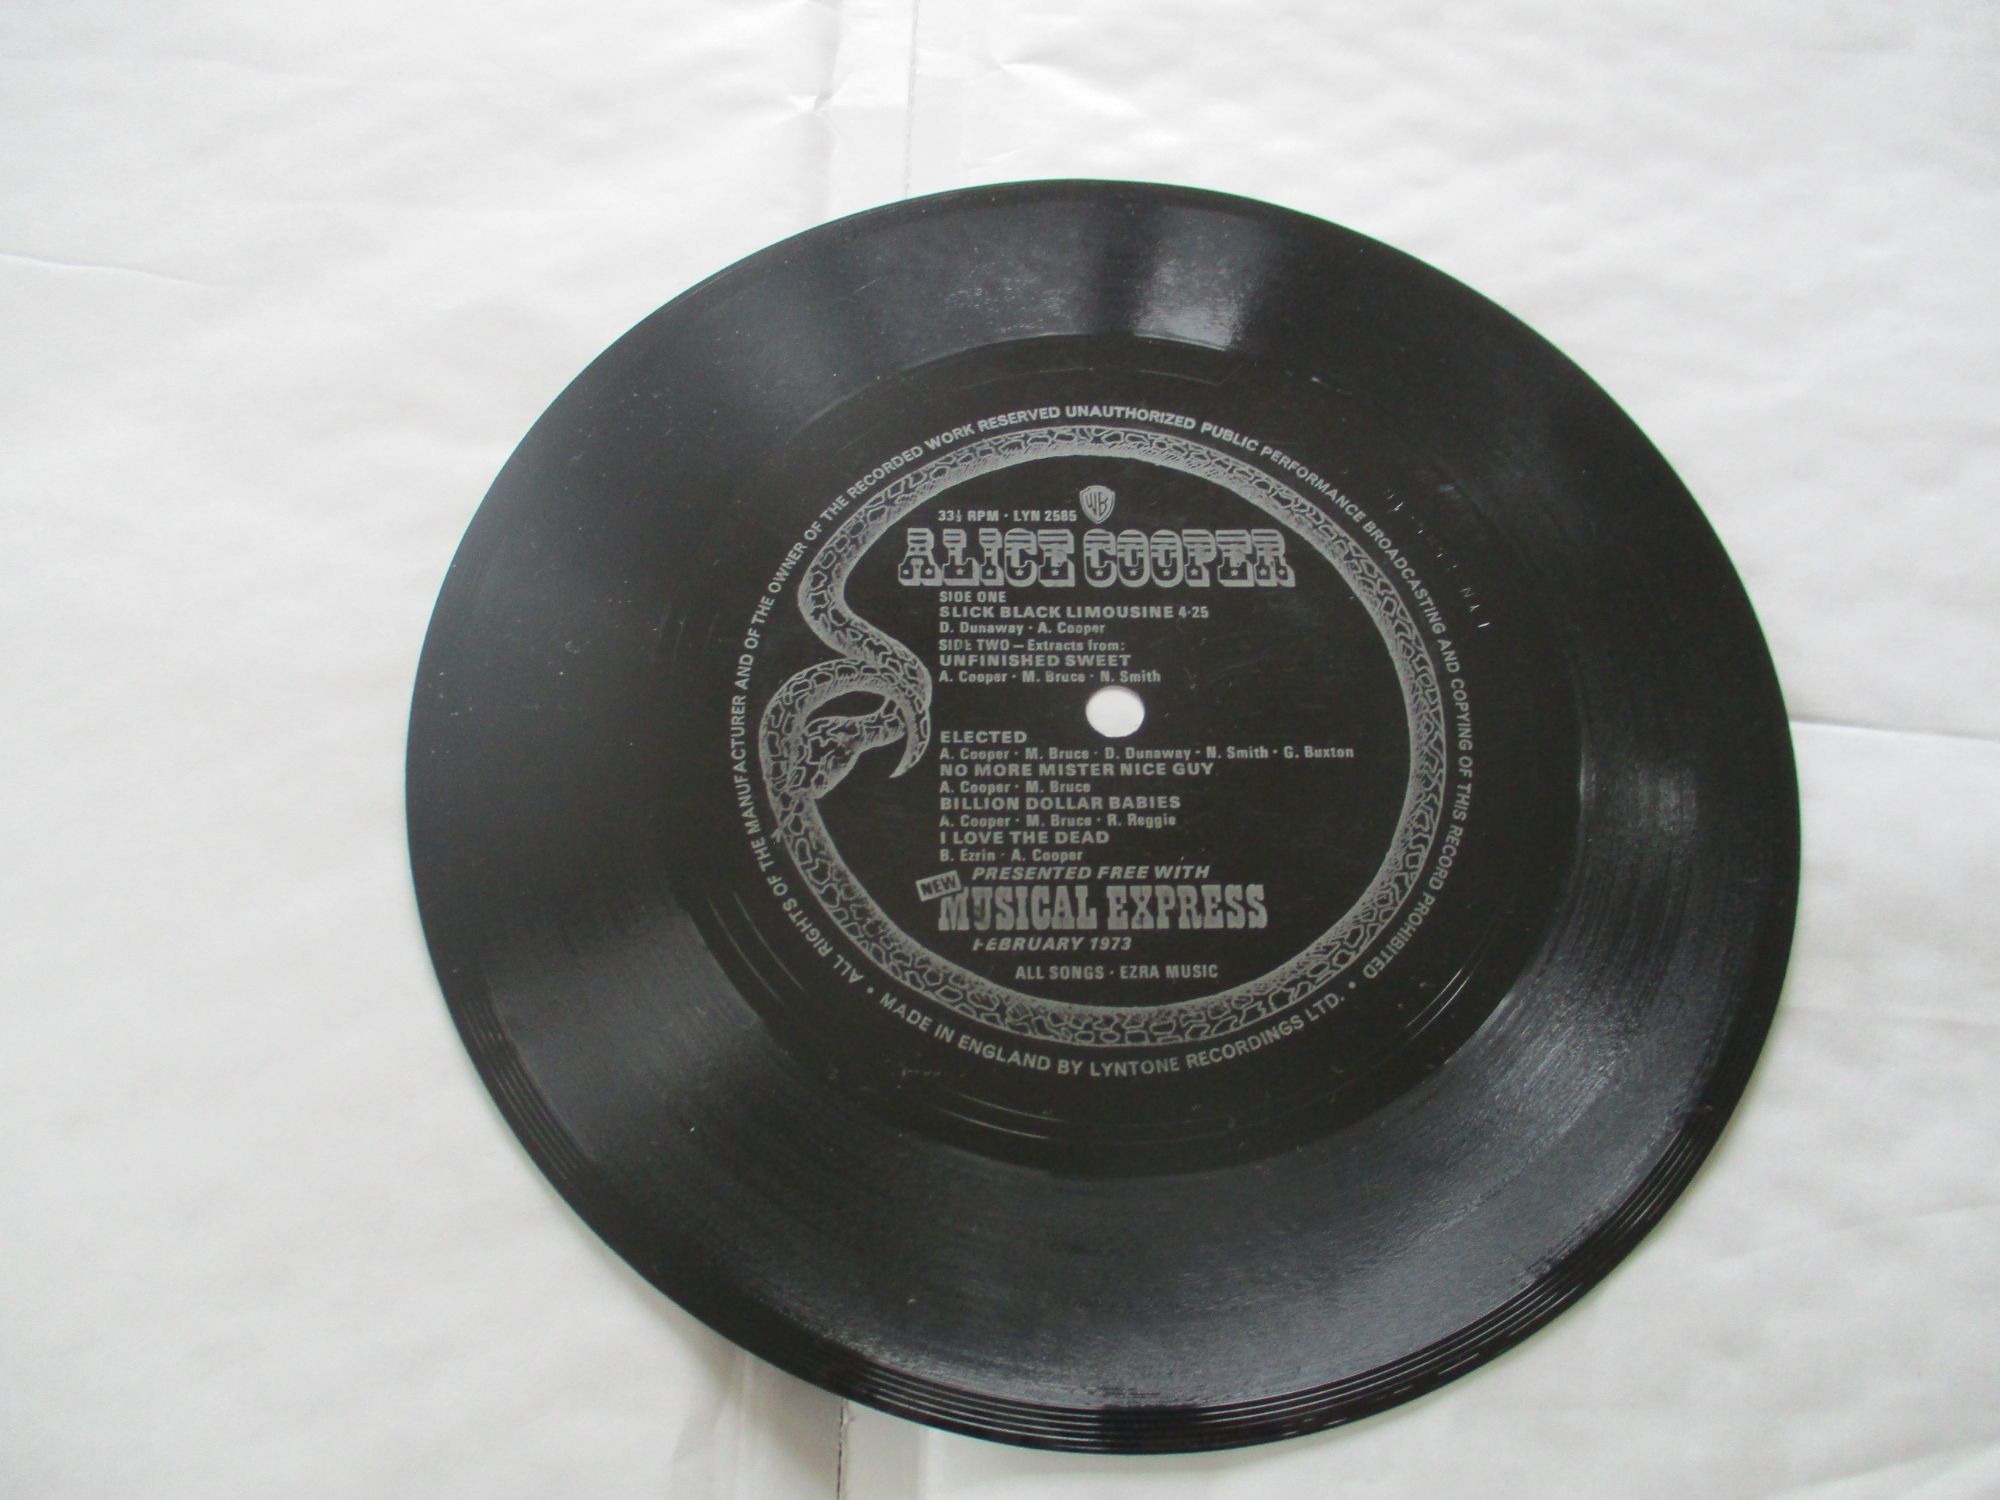 ALL RIGHTS OF THE MANUFACTURER AND OF THE OWNER OF THE RECORDED WORK RESERVED UNAUTHORIZED PUBLIC PERFORMANCE BROADCASTING AND COPYING OF THIS RECORD PROHIBITED
• MADE IN ENGLAND BY LYNTONE RECORDINGS LTD. •
33⅓ RPM · LYN 2585 WB
ALICE COOPER
SIDE ONE
SLICK BLACK LIMOUSINE 4·25
D. Dunaway · A. Cooper
SIDE TWO — Extracts from:
UNFINISHED SWEET
A. Cooper · M. Bruce · N. Smith
ELECTED
A. Cooper · M. Bruce · D. Dunaway · N. Smith · G. Buxton
NO MORE MISTER NICE GUY
A. Cooper · M. Bruce
BILLION DOLLAR BABIES
A. Cooper · M. Bruce · R. Reggie
I LOVE THE DEAD
B. Ezrin · A. Cooper
PRESENTED FREE WITH
NEW MUSICAL EXPRESS
FEBRUARY 1973
ALL SONGS · EZRA MUSIC